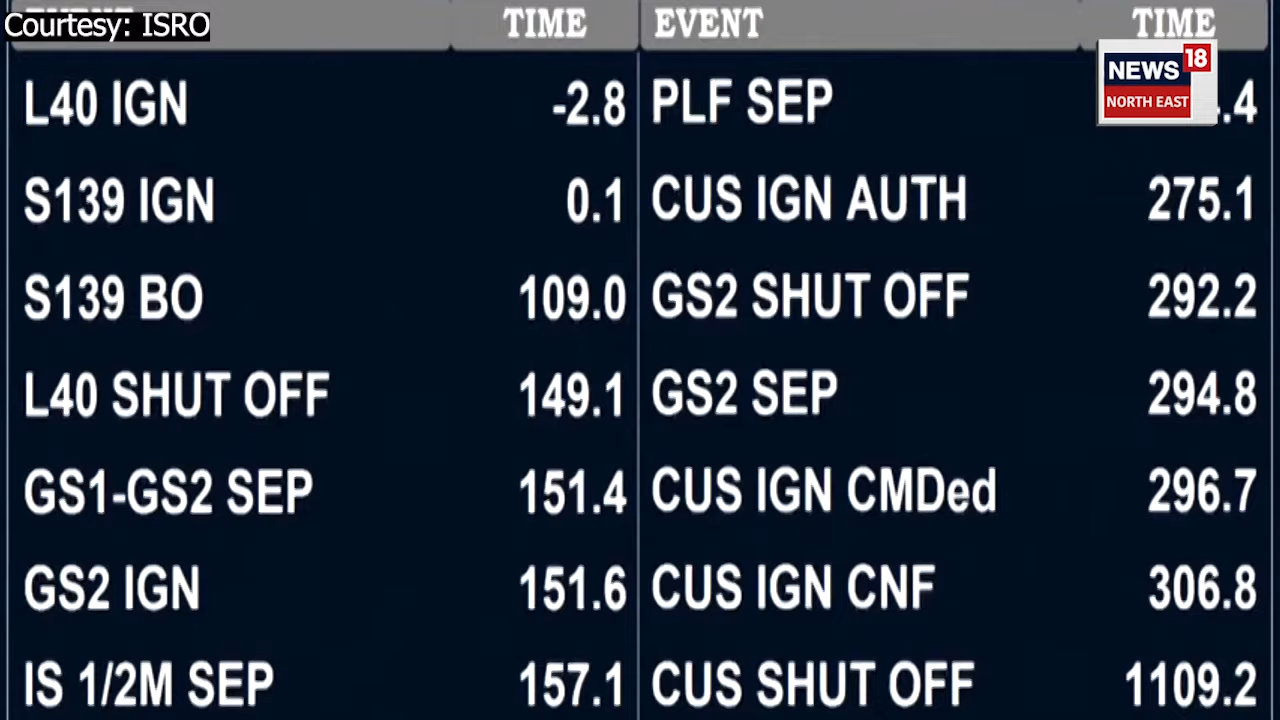 Courtesy: ISRO
TIME EVENT TIME
NEWS 18
NORTH EAST
L40 IGN -2.8 PLF SEP
S139 IGN 0.1 CUS IGN AUTH 275.1
S139 BO 109.0 GS2 SHUT OFF 292.2
L40 SHUT OFF 149.1 GS2 SEP 294.8
GS1-GS2 SEP 151.4 CUS IGN CMDed 296.7
GS2 IGN 151.6 CUS IGN CNF 306.8
IS 1/2M SEP 157.1 CUS SHUT OFF 1109.2